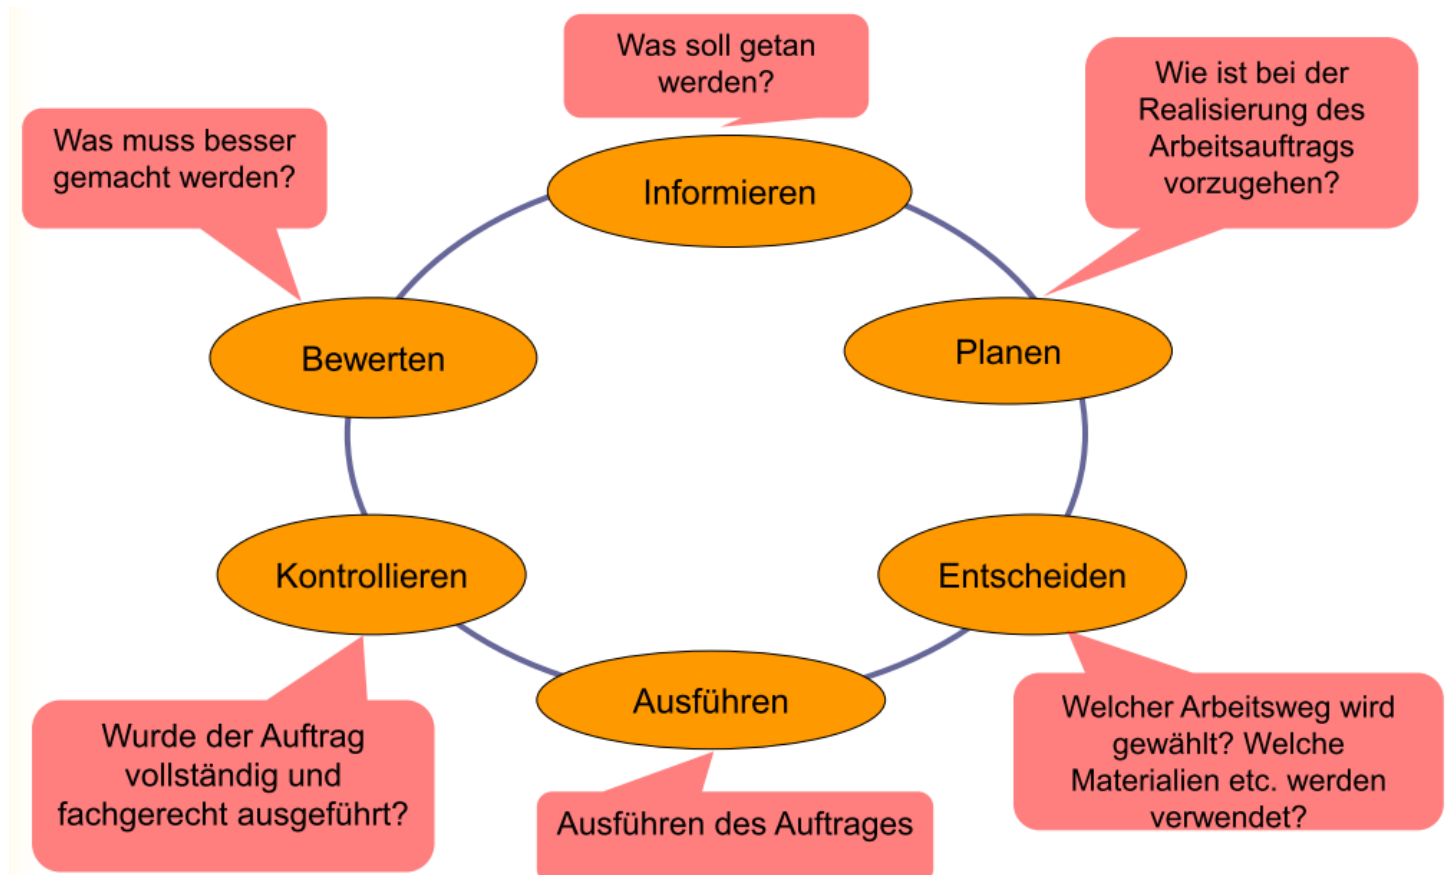 Was soll getan
werden?
Informieren
Wie ist bei der
Realisierung des
Arbeitsauftrags
vorzugehen?
Planen
Entscheiden
Welcher Arbeitsweg wird
gewählt? Welche
Materialien etc. werden
verwendet?
Ausführen
Ausführen des Auftrages
Kontrollieren
Wurde der Auftrag
vollständig und
fachgerecht ausgeführt?
Was muss besser
gemacht werden?
Bewerten